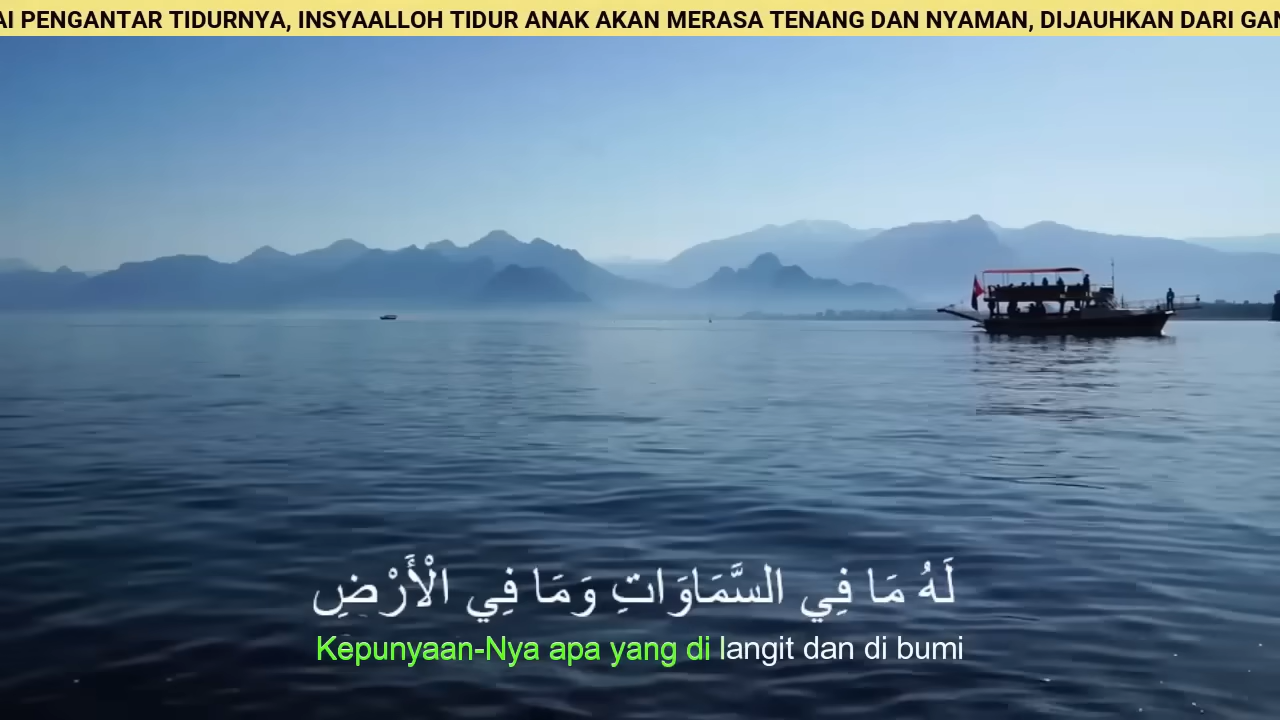 AI PENGANTAR TIDURNYA, INSYAALLOH TIDUR ANAK AKAN MERASA TENANG DAN NYAMAN, DIJAUHKAN DARI GAN
لَهُ مَا فِي السَّمَاوَاتِ وَمَا فِي الْأَرْضِ
Kepunyaan-Nya apa yang di langit dan di bumi